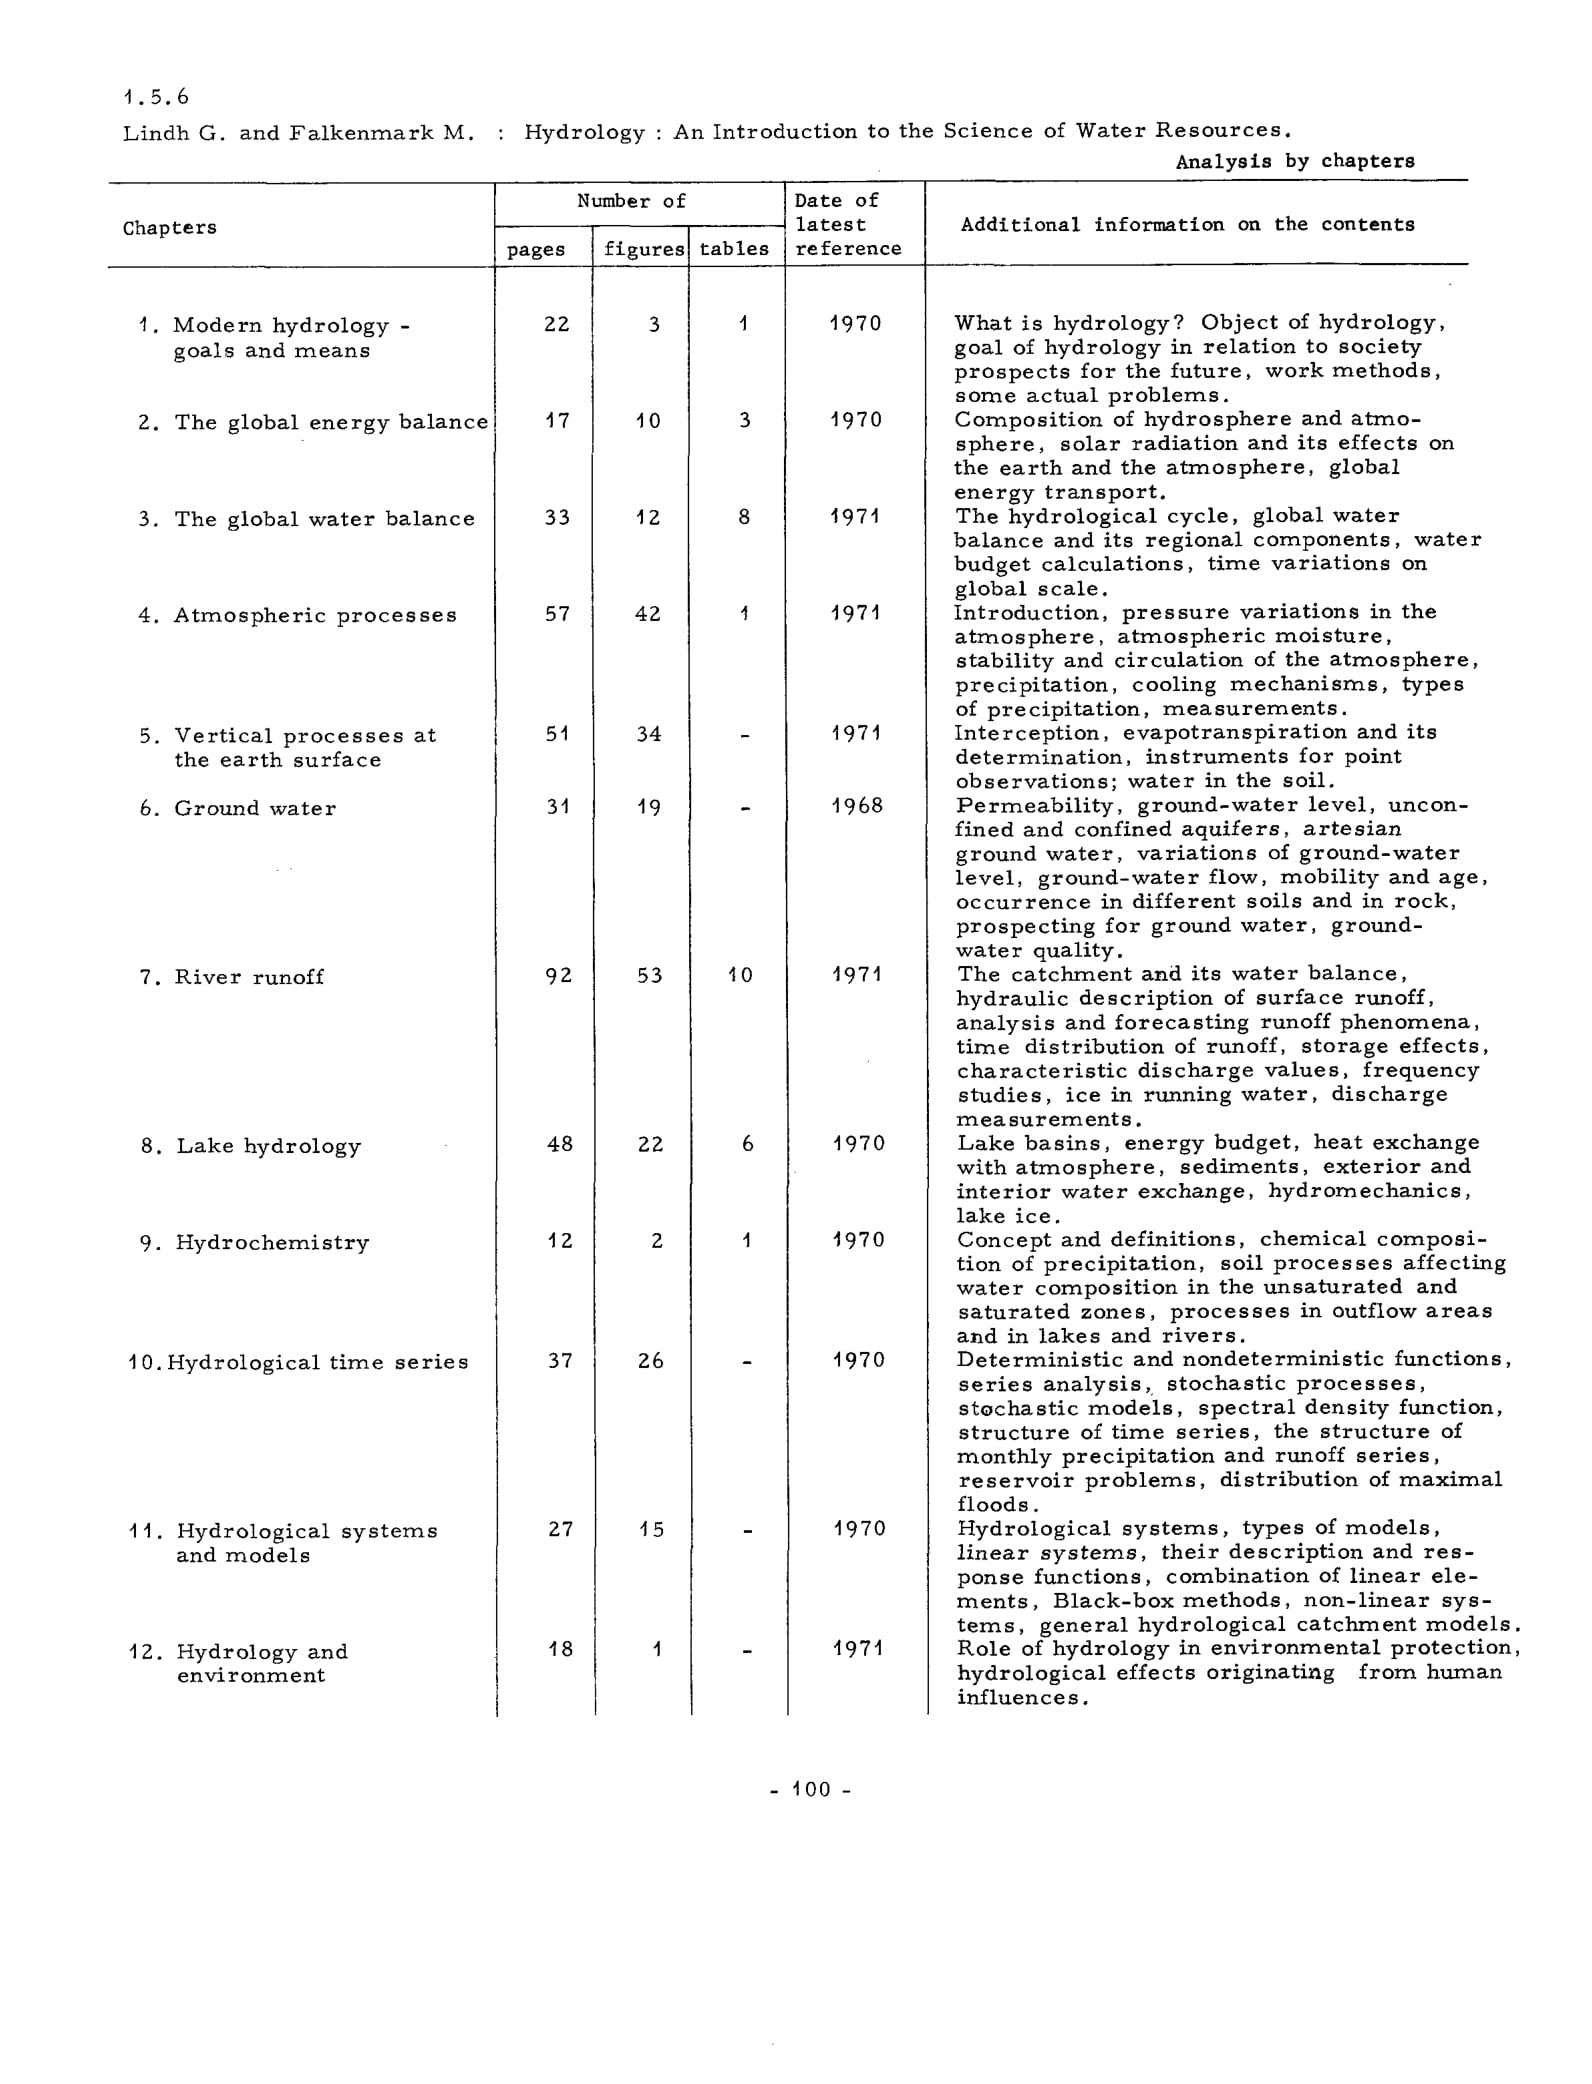 1.5.6
Lindh G. and Falkenmark M. : Hydrology : An Introduction to the Science of Water Resources.
Analysis by chapters
Chapters
Number of
pages figures tables
Date of
latest
reference
Additional information on the contents
1. Modern hydrology - 22 3 1 1970 What is hydrology? Object of hydrology,
goals and means goal of hydrology in relation to society
prospects for the future, work methods,
some actual problems.
2. The global energy balance 17 10 3 1970 Composition of hydrosphere and atmo-
sphere, solar radiation and its effects on
the earth and the atmosphere, global
energy transport.
3. The global water balance 33 12 8 1971 The hydrological cycle, global water
balance and its regional components, water
budget calculations, time variations on
global scale.
4. Atmospheric processes 57 42 1 1971 Introduction, pressure variations in the
atmosphere, atmospheric moisture,
stability and circulation of the atmosphere,
precipitation, cooling mechanisms, types
of precipitation, measurements.
5. Vertical processes at 51 34 - 1971 Interception, evapotranspiration and its
the earth surface determination, instruments for point
observations; water in the soil.
6. Ground water 31 19 - 1968 Permeability, ground-water level, uncon-
fined and confined aquifers, artesian
ground water, variations of ground-water
level, ground-water flow, mobility and age,
occurrence in different soils and in rock,
prospecting for ground water, ground-
water quality.
7. River runoff 92 53 10 1971 The catchment and its water balance,
hydraulic description of surface runoff,
analysis and forecasting runoff phenomena,
time distribution of runoff, storage effects,
characteristic discharge values, frequency
studies, ice in running water, discharge
measurements.
8. Lake hydrology 48 22 6 1970 Lake basins, energy budget, heat exchange
with atmosphere, sediments, exterior and
interior water exchange, hydromechanics,
lake ice.
9. Hydrochemistry 12 2 1 1970 Concept and definitions, chemical composi-
tion of precipitation, soil processes affecting
water composition in the unsaturated and
saturated zones, processes in outflow areas
and in lakes and rivers.
10. Hydrological time series 37 26 - 1970 Deterministic and nondeterministic functions,
series analysis, stochastic processes,
stochastic models, spectral density function,
structure of time series, the structure of
monthly precipitation and runoff series,
reservoir problems, distribution of maximal
floods.
11. Hydrological systems 27 15 - 1970 Hydrological systems, types of models,
and models linear systems, their description and res-
ponse functions, combination of linear ele-
ments, Black-box methods, non-linear sys-
tems, general hydrological catchment models.
12. Hydrology and 18 1 - 1971 Role of hydrology in environmental protection,
environment hydrological effects originating from human
influences.
- 100 -